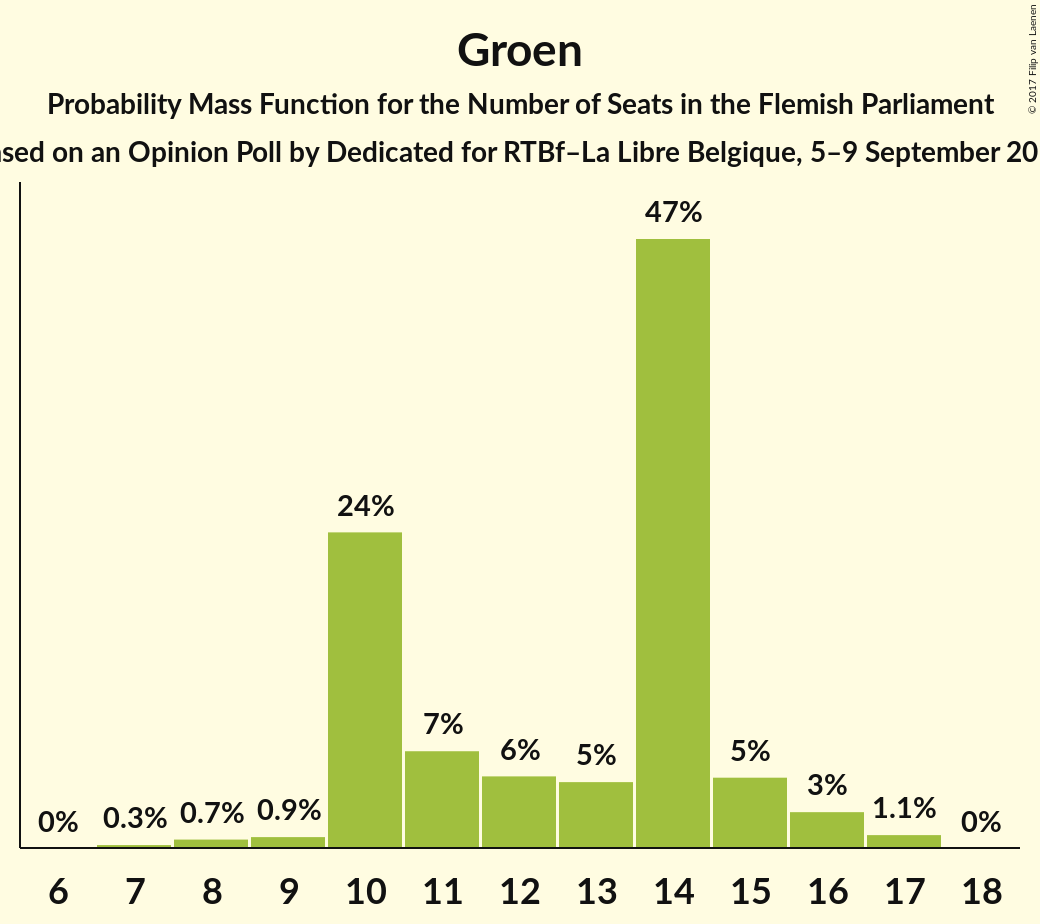 Groen
Probability Mass Function for the Number of Seats in the Flemish Parliament
on an Opinion Poll by Dedicated for RTBf–La Libre Belgique, 5–9 September
© 2017 Filip van Laenen
47%
24%
7%
6%
5%
5%
3%
0%
0.3%
0.7%
0.9%
1.1%
0%
6 7 8 9 10 11 12 13 14 15 16 17 18